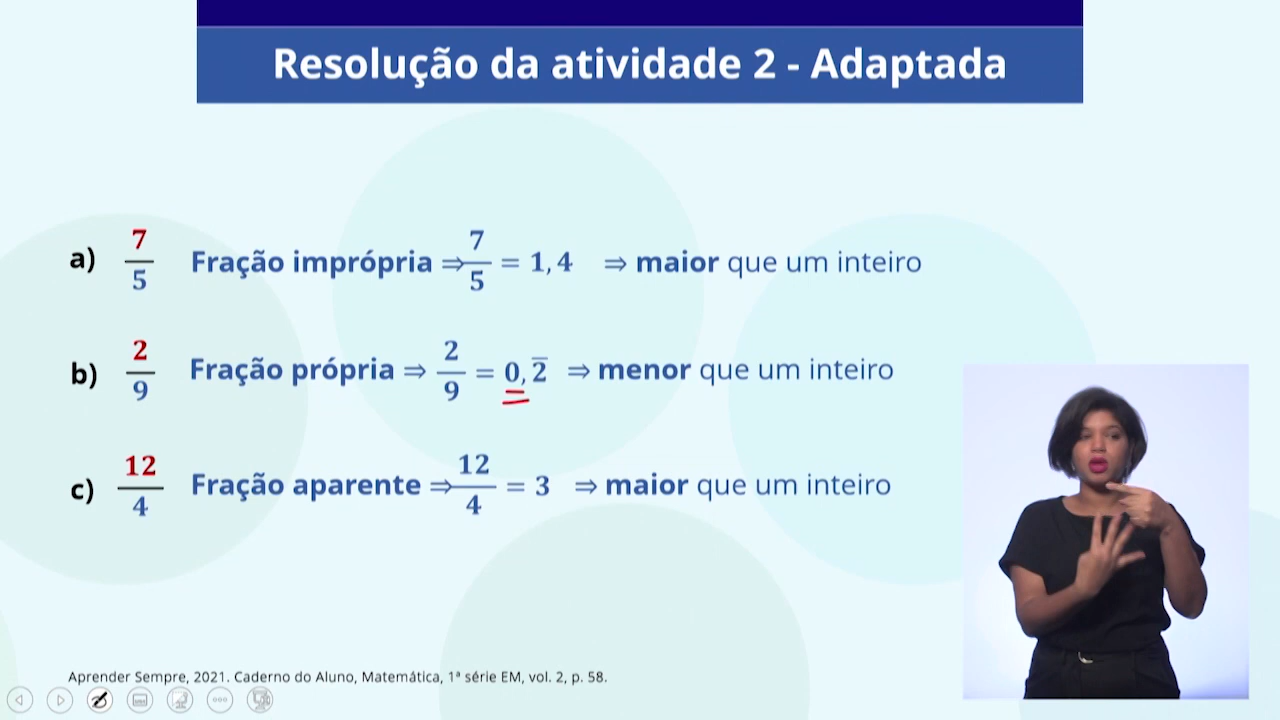 Resolução da atividade 2 - Adaptada
a) 7/5 Fração imprópria ⇒ 7/5 = 1,4 ⇒ maior que um inteiro
b) 2/9 Fração própria ⇒ 2/9 = 0,2̅ ⇒ menor que um inteiro
c) 12/4 Fração aparente ⇒ 12/4 = 3 ⇒ maior que um inteiro
Aprender Sempre, 2021. Caderno do Aluno, Matemática, 1ª série EM, vol. 2, p. 58.